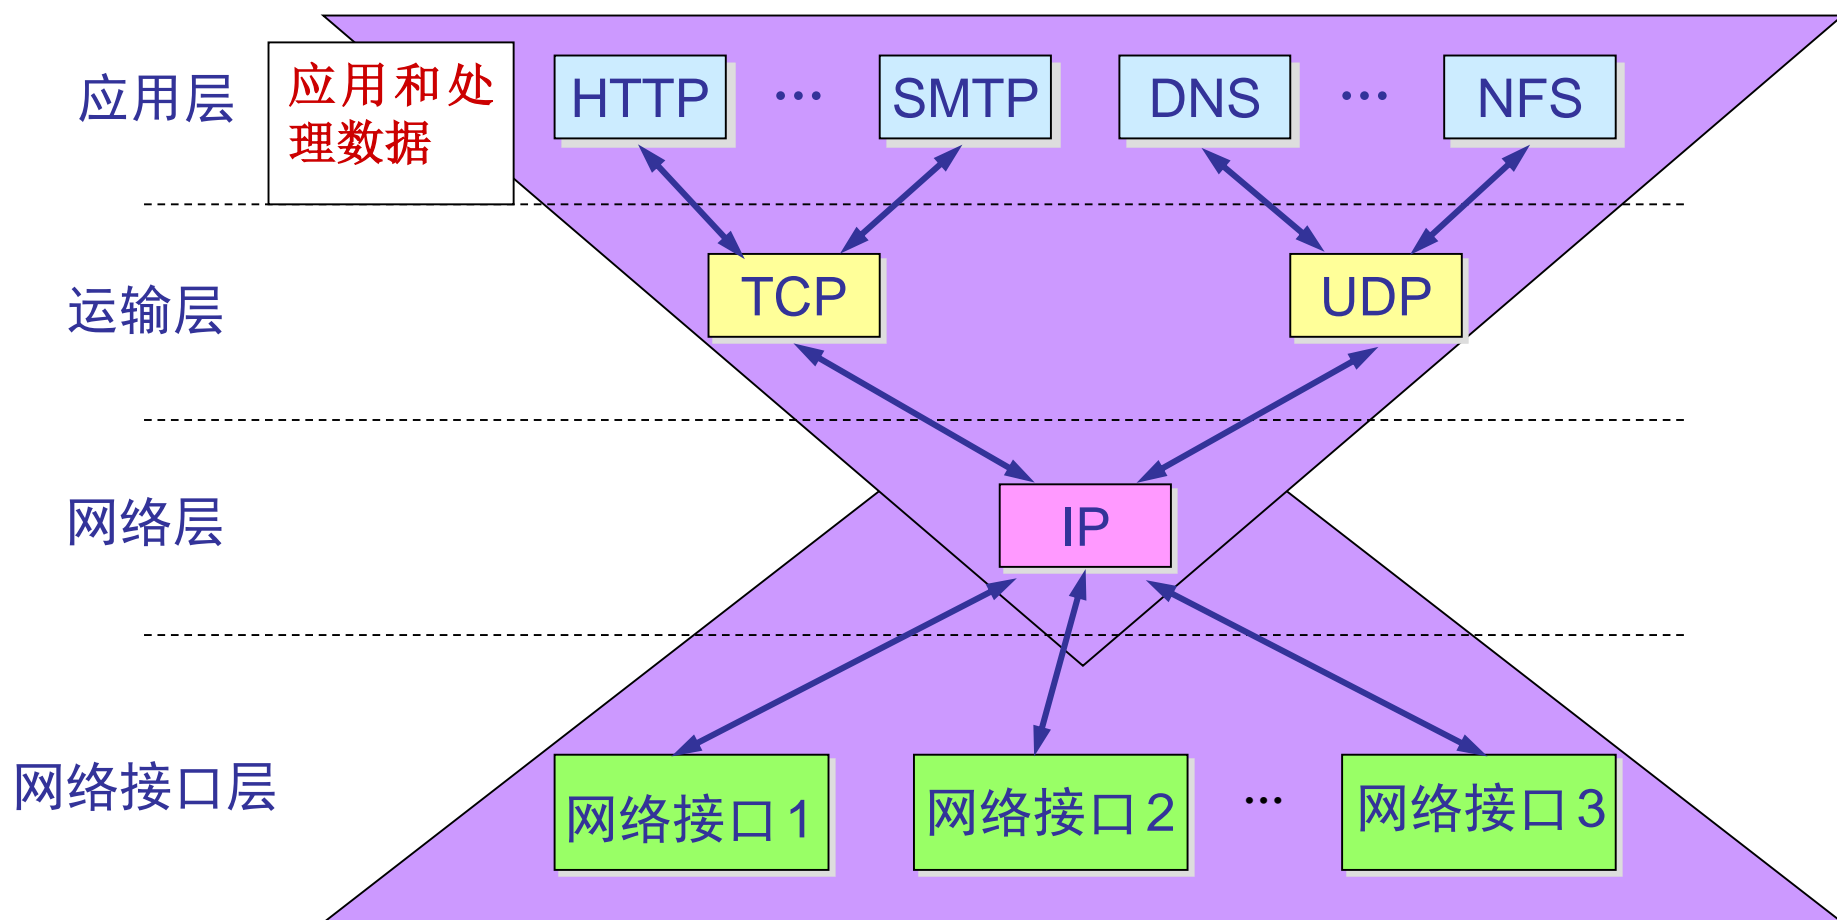 应用层
应用和处
理数据
HTTP … SMTP DNS … NFS
运输层
TCP UDP
网络层
IP
网络接口层
网络接口1 网络接口2 … 网络接口3